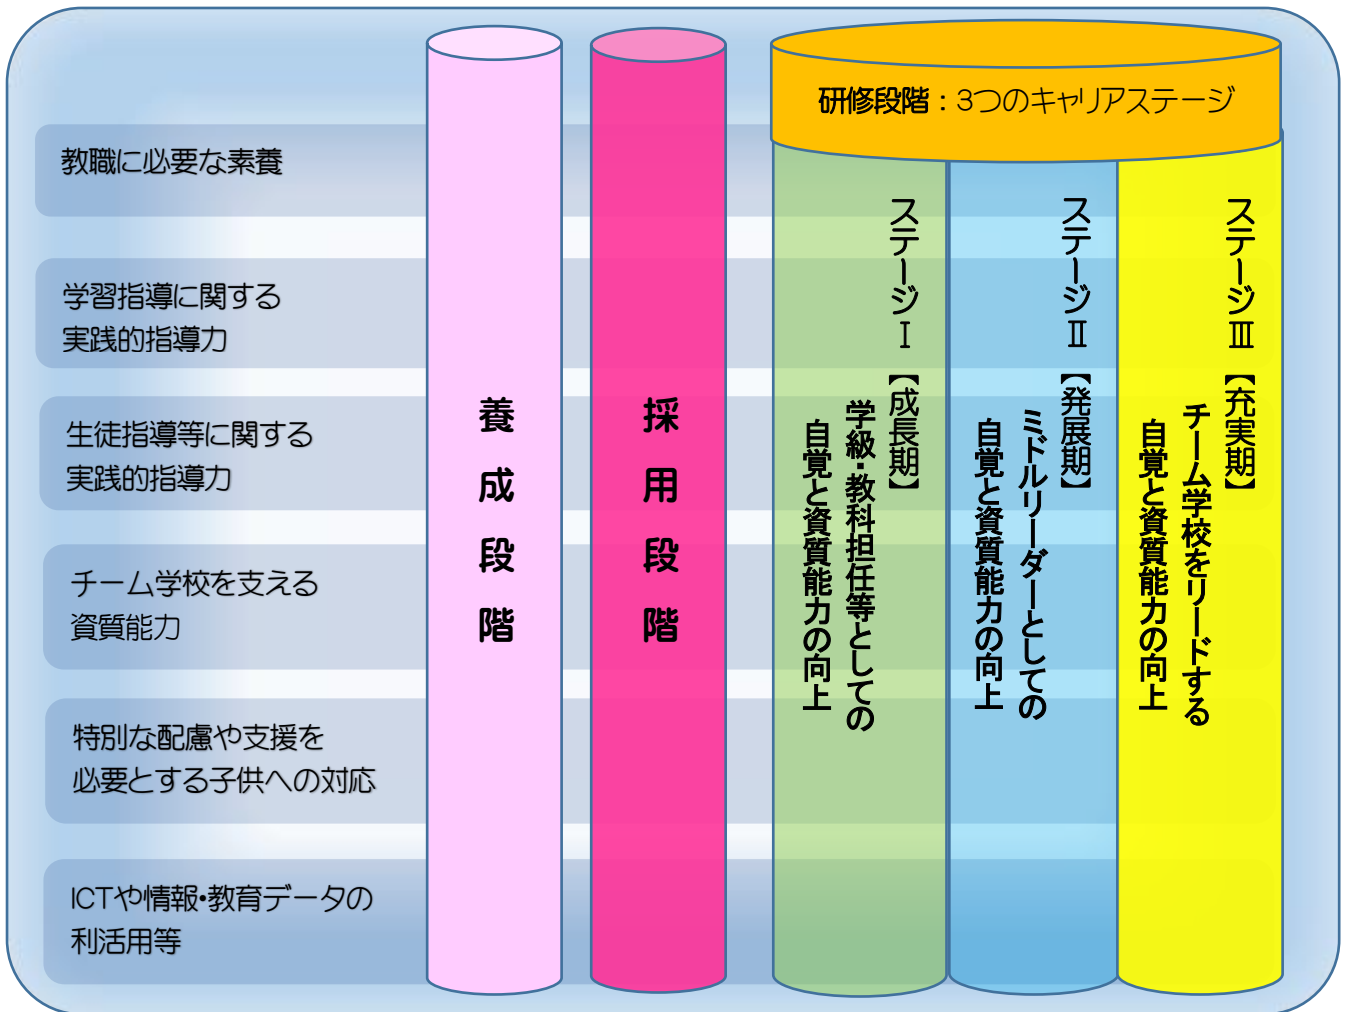 研修段階：3つのキャリアステージ
教職に必要な素養
学習指導に関する
実践的指導力
生徒指導等に関する
実践的指導力
チーム学校を支える
資質能力
特別な配慮や支援を
必要とする子供への対応
ICTや情報・教育データの
利活用等
養成段階
採用段階
ステージⅠ【成長期】
学級・教科担任等としての
自覚と資質能力の向上
ステージⅡ【発展期】
ミドルリーダーとしての
自覚と資質能力の向上
ステージⅢ【充実期】
チーム学校をリードする
自覚と資質能力の向上